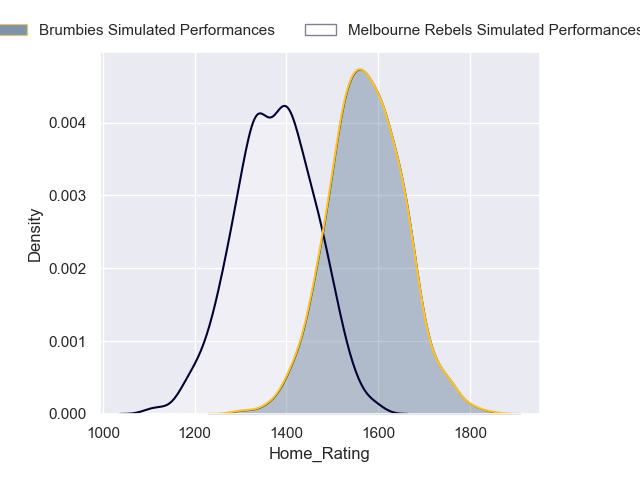 Brumbies Simulated Performances Melbourne Rebels Simulated Performances
0.004
0.003
0.002
0.001
0.000
Density
1000 1200 1400 1600 1800
Home_Rating